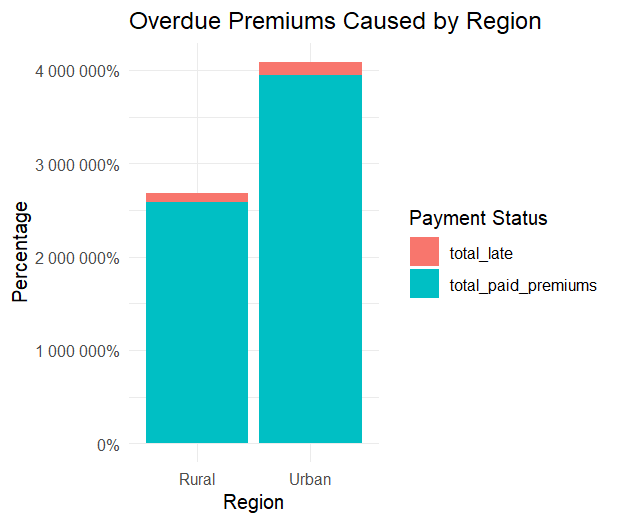 Overdue Premiums Caused by Region
4 000 000%
3 000 000%
2 000 000%
1 000 000%
0%
Percentage
Rural
Urban
Region
Payment Status
total_late
total_paid_premiums